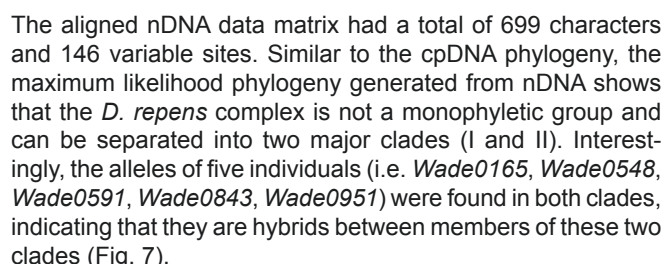 The aligned nDNA data matrix had a total of 699 characters
and 146 variable sites. Similar to the cpDNA phylogeny, the
maximum likelihood phylogeny generated from nDNA shows
that the D. repens complex is not a monophyletic group and
can be separated into two major clades (I and II). Interest-
ingly, the alleles of five individuals (i.e. Wade0165, Wade0548,
Wade0591, Wade0843, Wade0951) were found in both clades,
indicating that they are hybrids between members of these two
clades (Fig. 7).